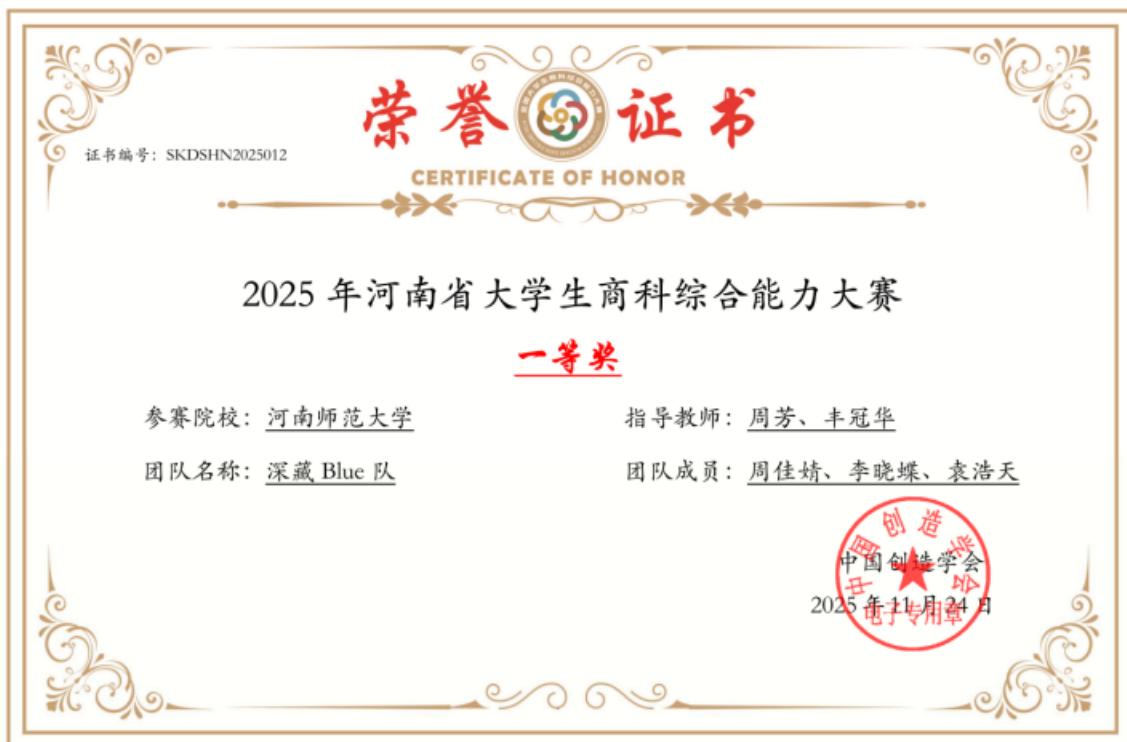 荣誉证书
证书编号：SKDSHN2025012
CERTIFICATE OF HONOR
2025 年河南省大学生商科综合能力大赛
一等奖
参赛院校：河南师范大学
指导教师：周芳、丰冠华
团队名称：深藏 Blue 队
团队成员：周佳婧、李晓蝶、袁浩天
中国创造学会
中国创造学会
2025 年 11 月 24 日
电子专用章